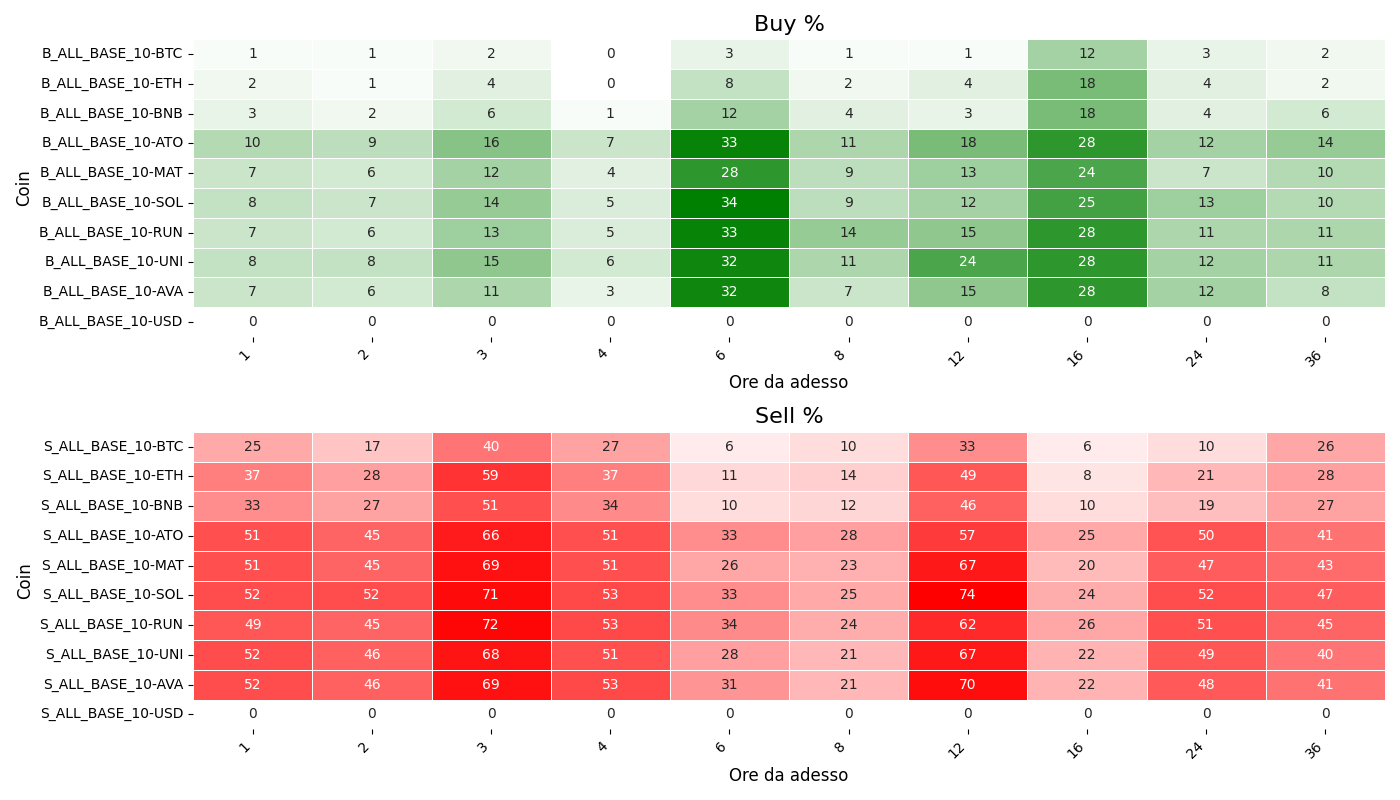 Buy %
Coin
B_ALL_BASE_10-BTC 1 1 2 0 3 1 1 12 3 2
B_ALL_BASE_10-ETH 2 1 4 0 8 2 4 18 4 2
B_ALL_BASE_10-BNB 3 2 6 1 12 4 3 18 4 6
B_ALL_BASE_10-ATO 10 9 16 7 33 11 18 28 12 14
B_ALL_BASE_10-MAT 7 6 12 4 28 9 13 24 7 10
B_ALL_BASE_10-SOL 8 7 14 5 34 9 12 25 13 10
B_ALL_BASE_10-RUN 7 6 13 5 33 14 15 28 11 11
B_ALL_BASE_10-UNI 8 8 15 6 32 11 24 28 12 11
B_ALL_BASE_10-AVA 7 6 11 3 32 7 15 28 12 8
B_ALL_BASE_10-USD 0 0 0 0 0 0 0 0 0 0
1 2 3 4 6 8 12 16 24 36
Ore da adesso
Sell %
Coin
S_ALL_BASE_10-BTC 25 17 40 27 6 10 33 6 10 26
S_ALL_BASE_10-ETH 37 28 59 37 11 14 49 8 21 28
S_ALL_BASE_10-BNB 33 27 51 34 10 12 46 10 19 27
S_ALL_BASE_10-ATO 51 45 66 51 33 28 57 25 50 41
S_ALL_BASE_10-MAT 51 45 69 51 26 23 67 20 47 43
S_ALL_BASE_10-SOL 52 52 71 53 33 25 74 24 52 47
S_ALL_BASE_10-RUN 49 45 72 53 34 24 62 26 51 45
S_ALL_BASE_10-UNI 52 46 68 51 28 21 67 22 49 40
S_ALL_BASE_10-AVA 52 46 69 53 31 21 70 22 48 41
S_ALL_BASE_10-USD 0 0 0 0 0 0 0 0 0 0
1 2 3 4 6 8 12 16 24 36
Ore da adesso